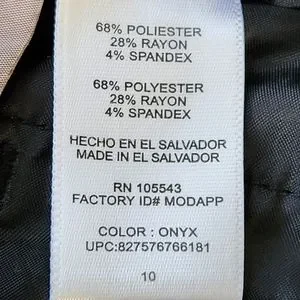 68% POLIESTER
28% RAYON
4% SPANDEX
68% POLYESTER
28% RAYON
4% SPANDEX
HECHO EN EL SALVADOR
MADE IN EL SALVADOR
RN 105543
FACTORY ID# MODAPP
COLOR : ONYX
UPC:827576766181
10